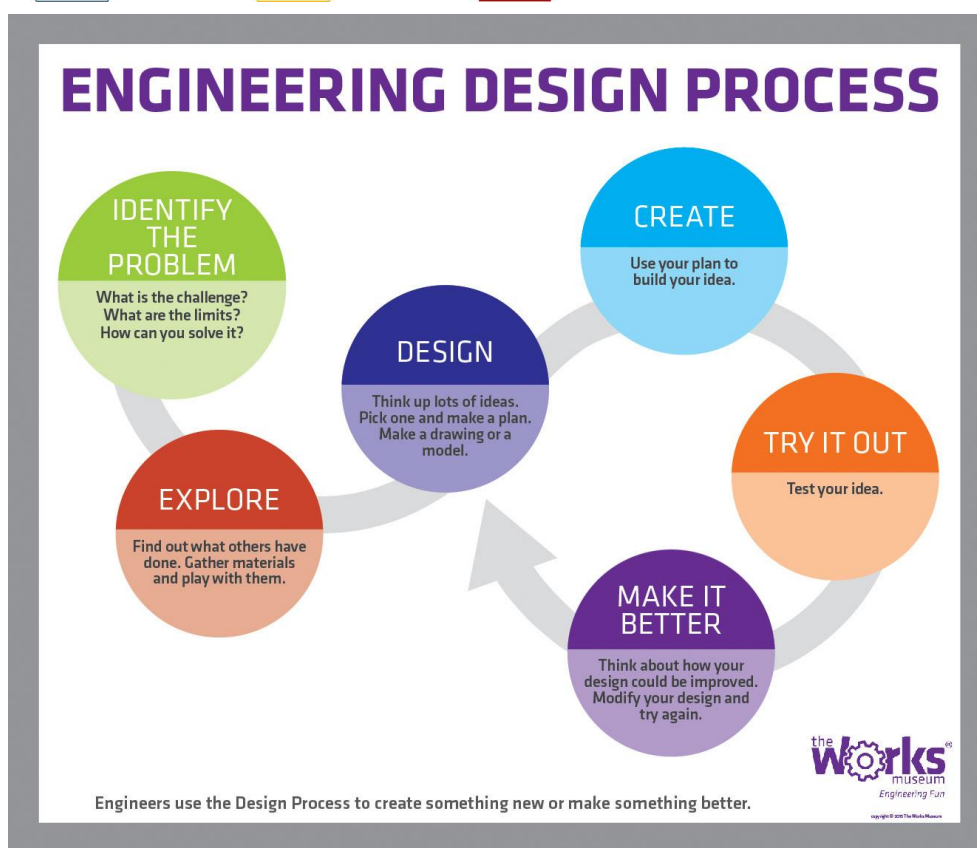 ENGINEERING DESIGN PROCESS
IDENTIFY
THE
PROBLEM
What is the challenge?
What are the limits?
How can you solve it?
EXPLORE
Find out what others have
done. Gather materials
and play with them.
DESIGN
Think up lots of ideas.
Pick one and make a plan.
Make a drawing or a
model.
CREATE
Use your plan to
build your idea.
TRY IT OUT
Test your idea.
MAKE IT
BETTER
Think about how your
design could be improved.
Modify your design and
try again.
the
Works®
museum
Engineering Fun
copyright © 2015 The Works Museum
Engineers use the Design Process to create something new or make something better.